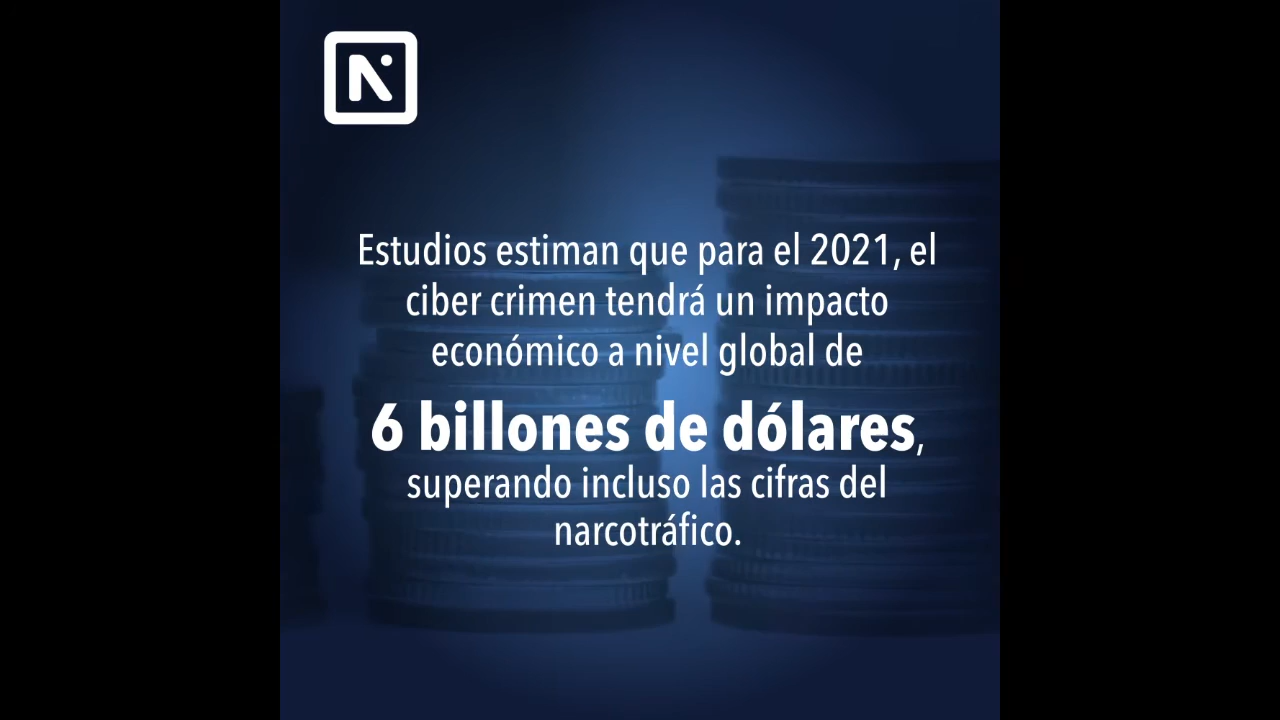 N
Estudios estiman que para el 2021, el
ciber crimen tendrá un impacto
económico a nivel global de
6 billones de dólares,
superando incluso las cifras del
narcotráfico.